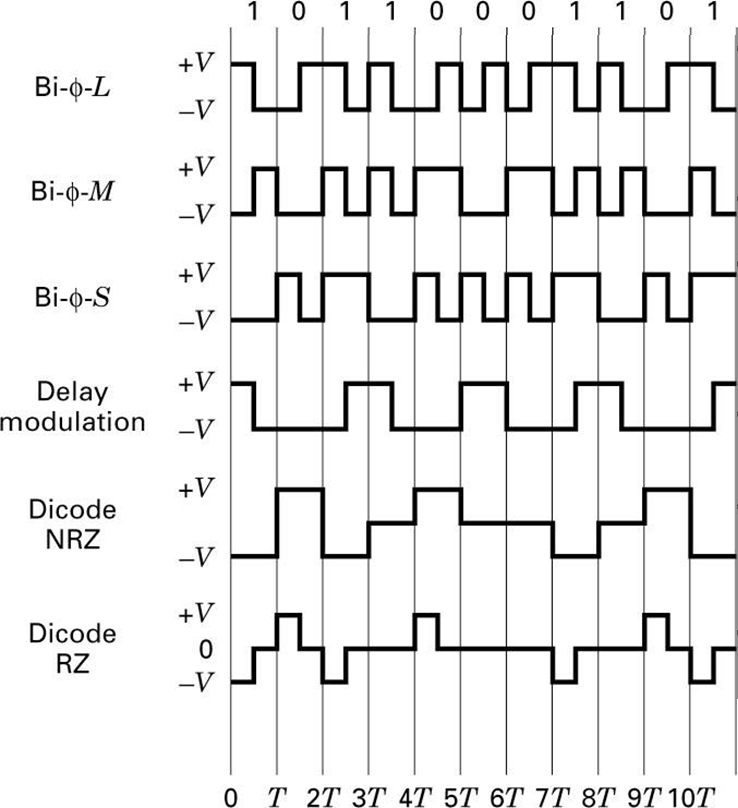 1 0 1 1 0 0 0 1 1 0 1
+V
Bi-ϕ-L
−V
+V
Bi-ϕ-M
−V
+V
Bi-ϕ-S
−V
+V
Delay
modulation
−V
+V
Dicode
NRZ
−V
+V
Dicode
0
RZ
−V
0 T 2T 3T 4T 5T 6T 7T 8T 9T 10T